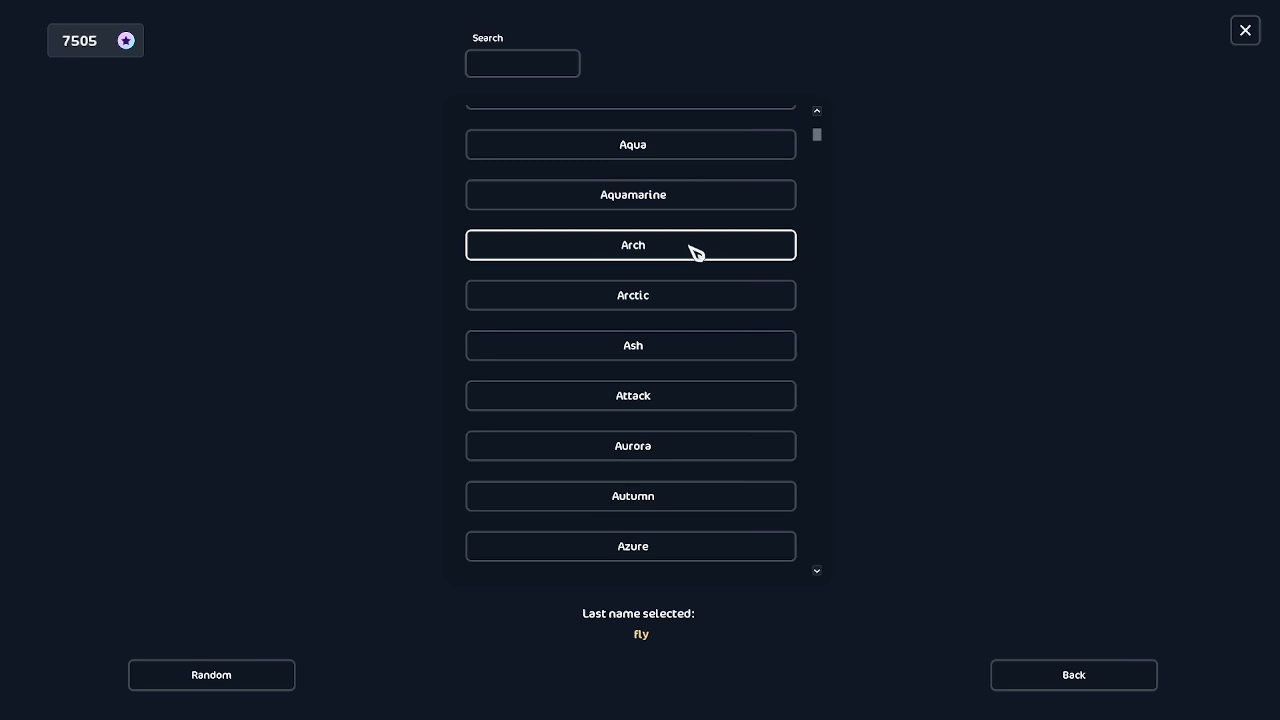 7505
Search
Aqua
Aquamarine
Arch
Arctic
Ash
Attack
Aurora
Autumn
Azure
Last name selected:
fly
Random
Back